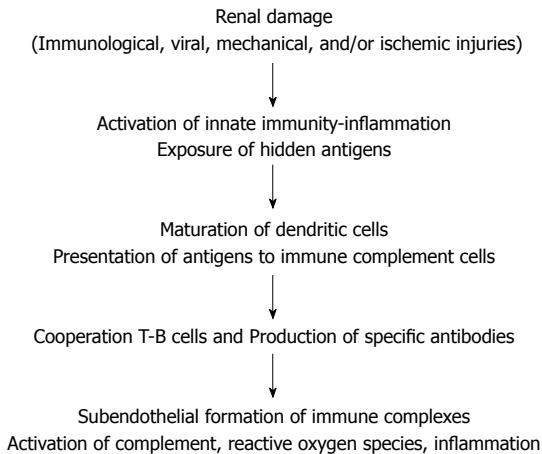 Renal damage
(Immunological, viral, mechanical, and/or ischemic injuries)
Activation of innate immunity-inflammation
Exposure of hidden antigens
Maturation of dendritic cells
Presentation of antigens to immune complement cells
Cooperation T-B cells and Production of specific antibodies
Subendothelial formation of immune complexes
Activation of complement, reactive oxygen species, inflammation